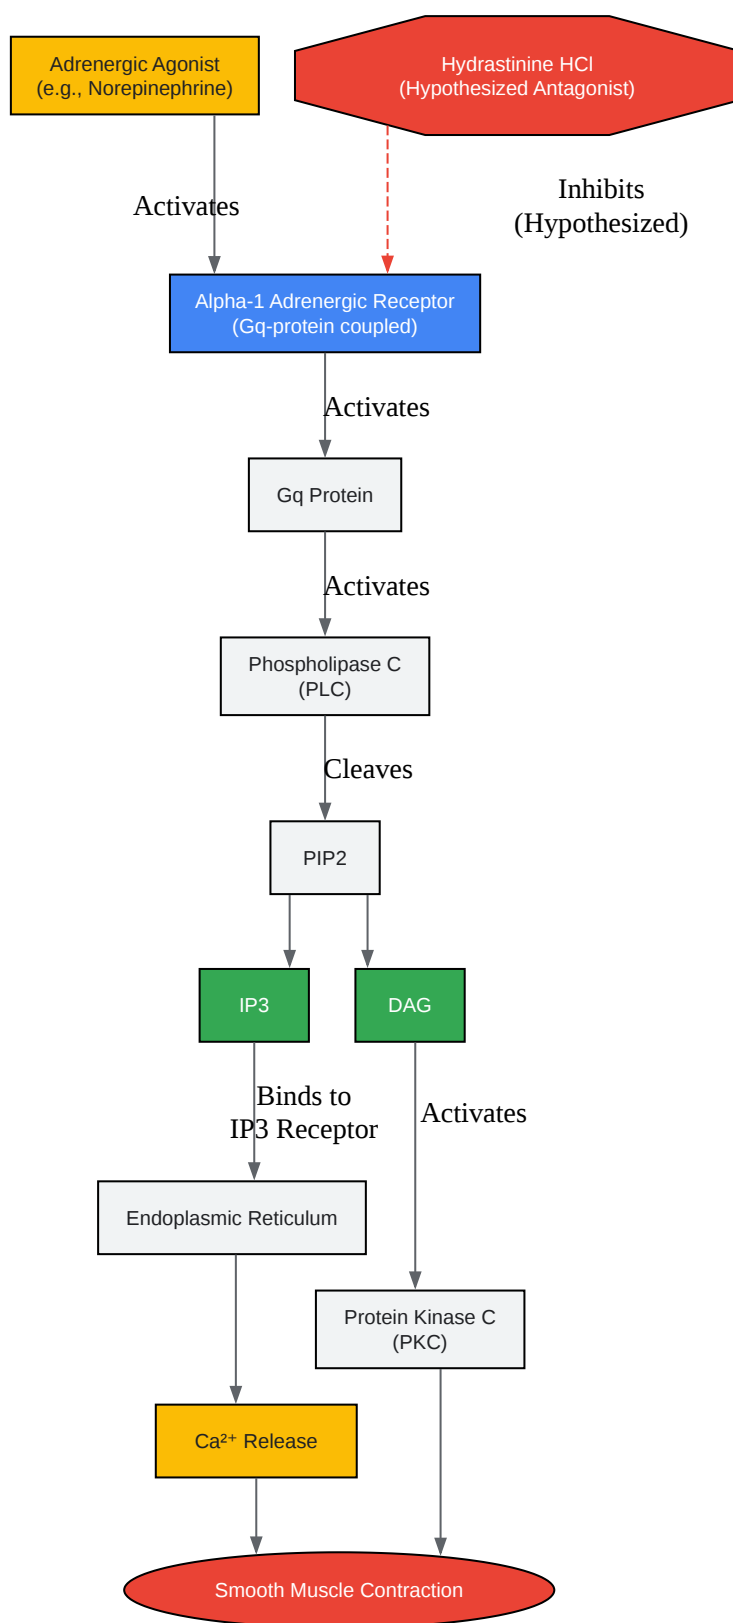 Adrenergic Agonist
(e.g., Norepinephrine)
Hydrastinine HCl
(Hypothesized Antagonist)
Activates
Inhibits
(Hypothesized)
Alpha-1 Adrenergic Receptor
(Gq-protein coupled)
Activates
Gq Protein
Activates
Phospholipase C
(PLC)
Cleaves
PIP2
IP3
DAG
Binds to
IP3 Receptor
Activates
Endoplasmic Reticulum
Protein Kinase C
(PKC)
Ca²⁺ Release
Smooth Muscle Contraction